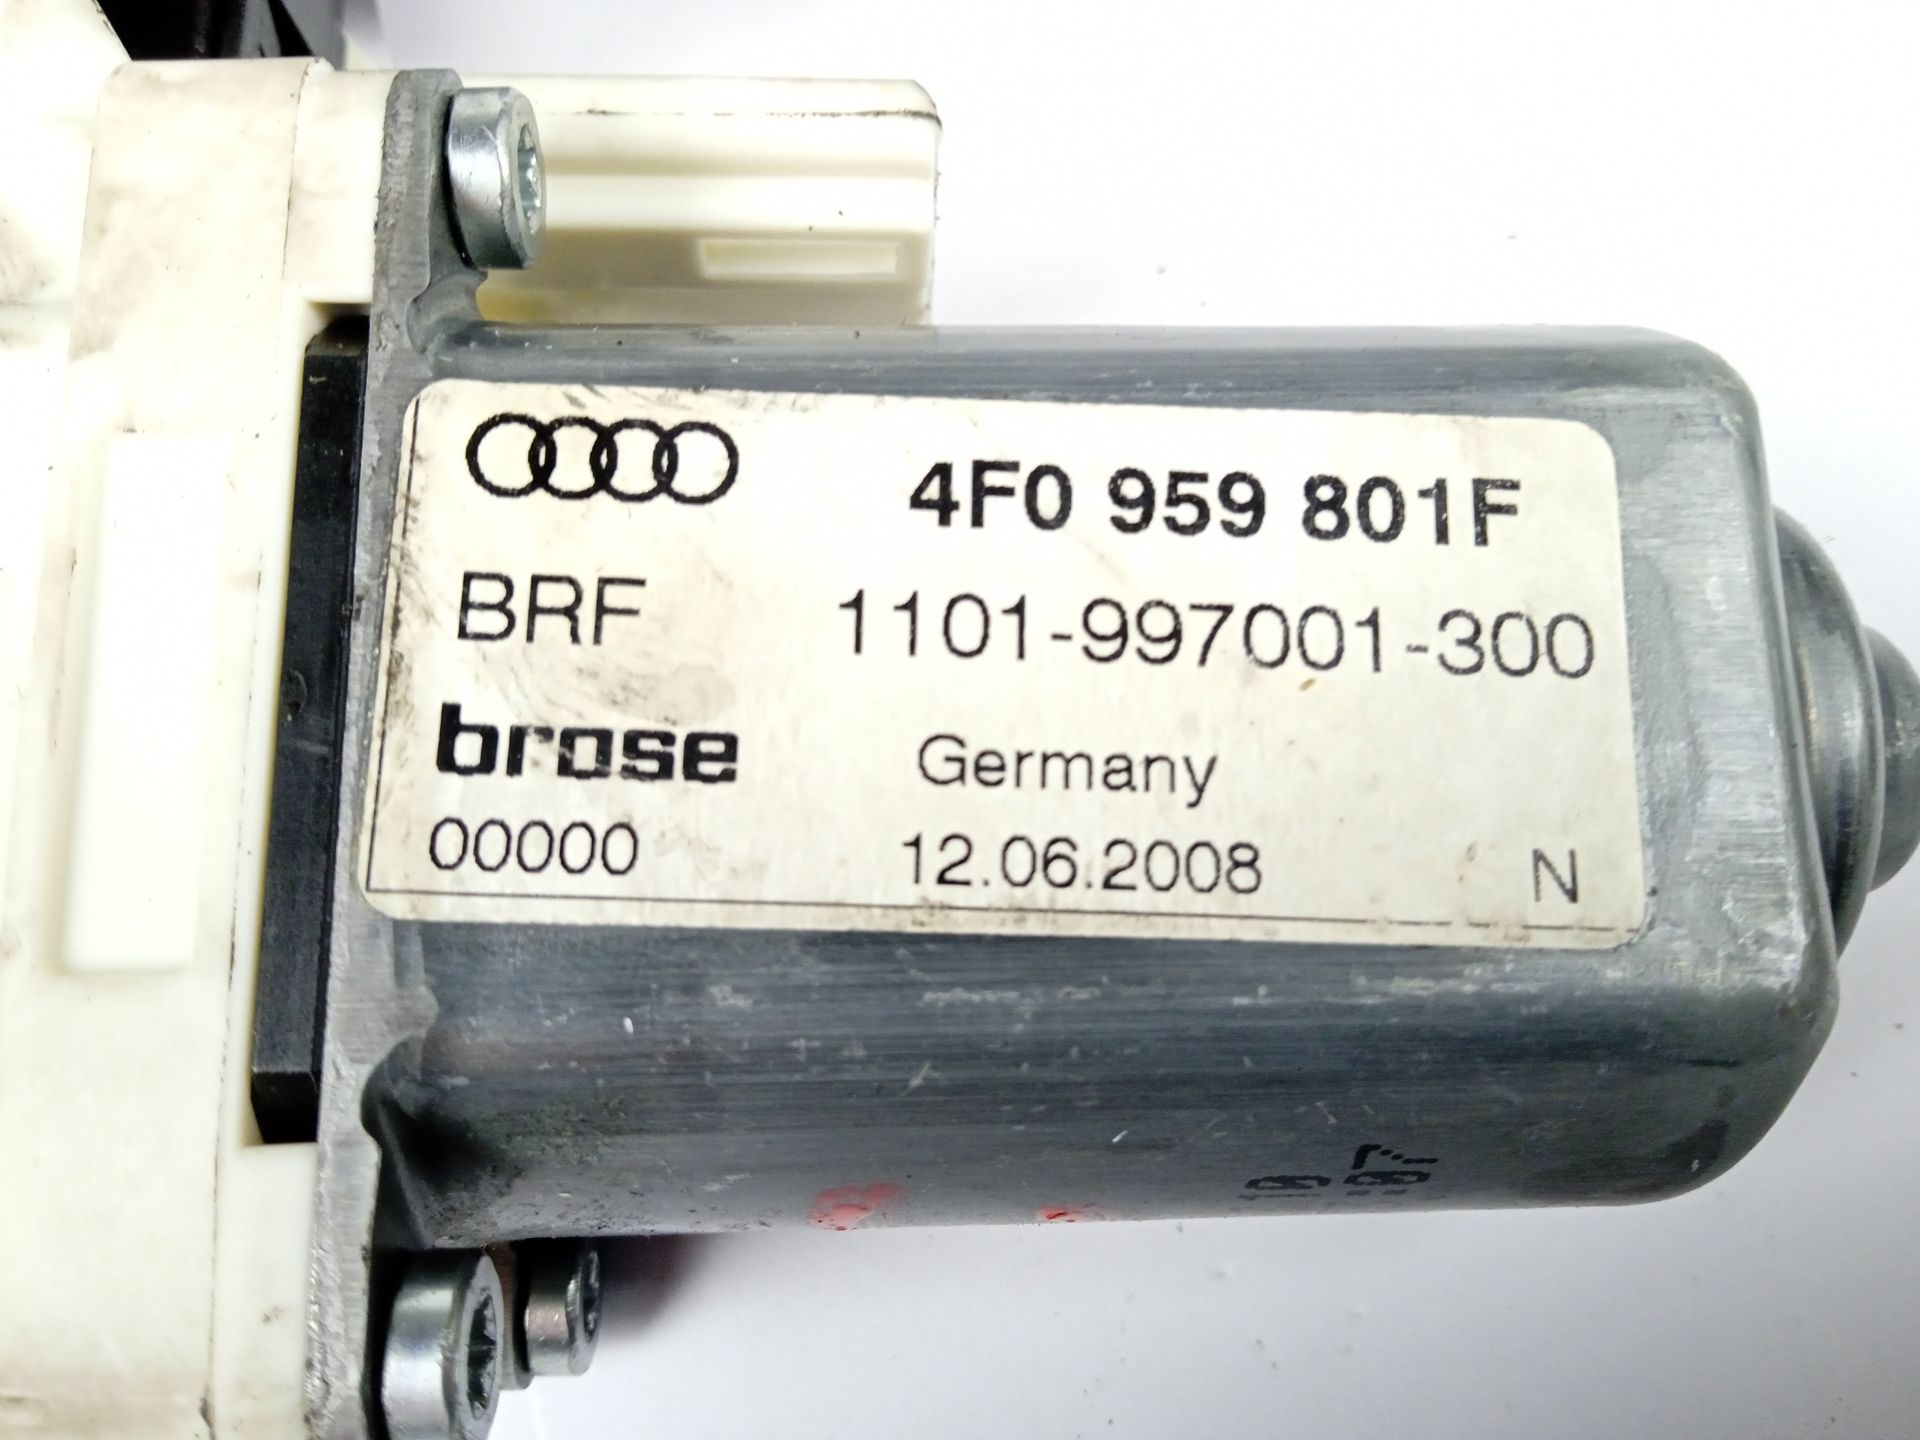 4F0 959 801F
BRF 1101-997001-300
brose Germany
00000 12.06.2008 N